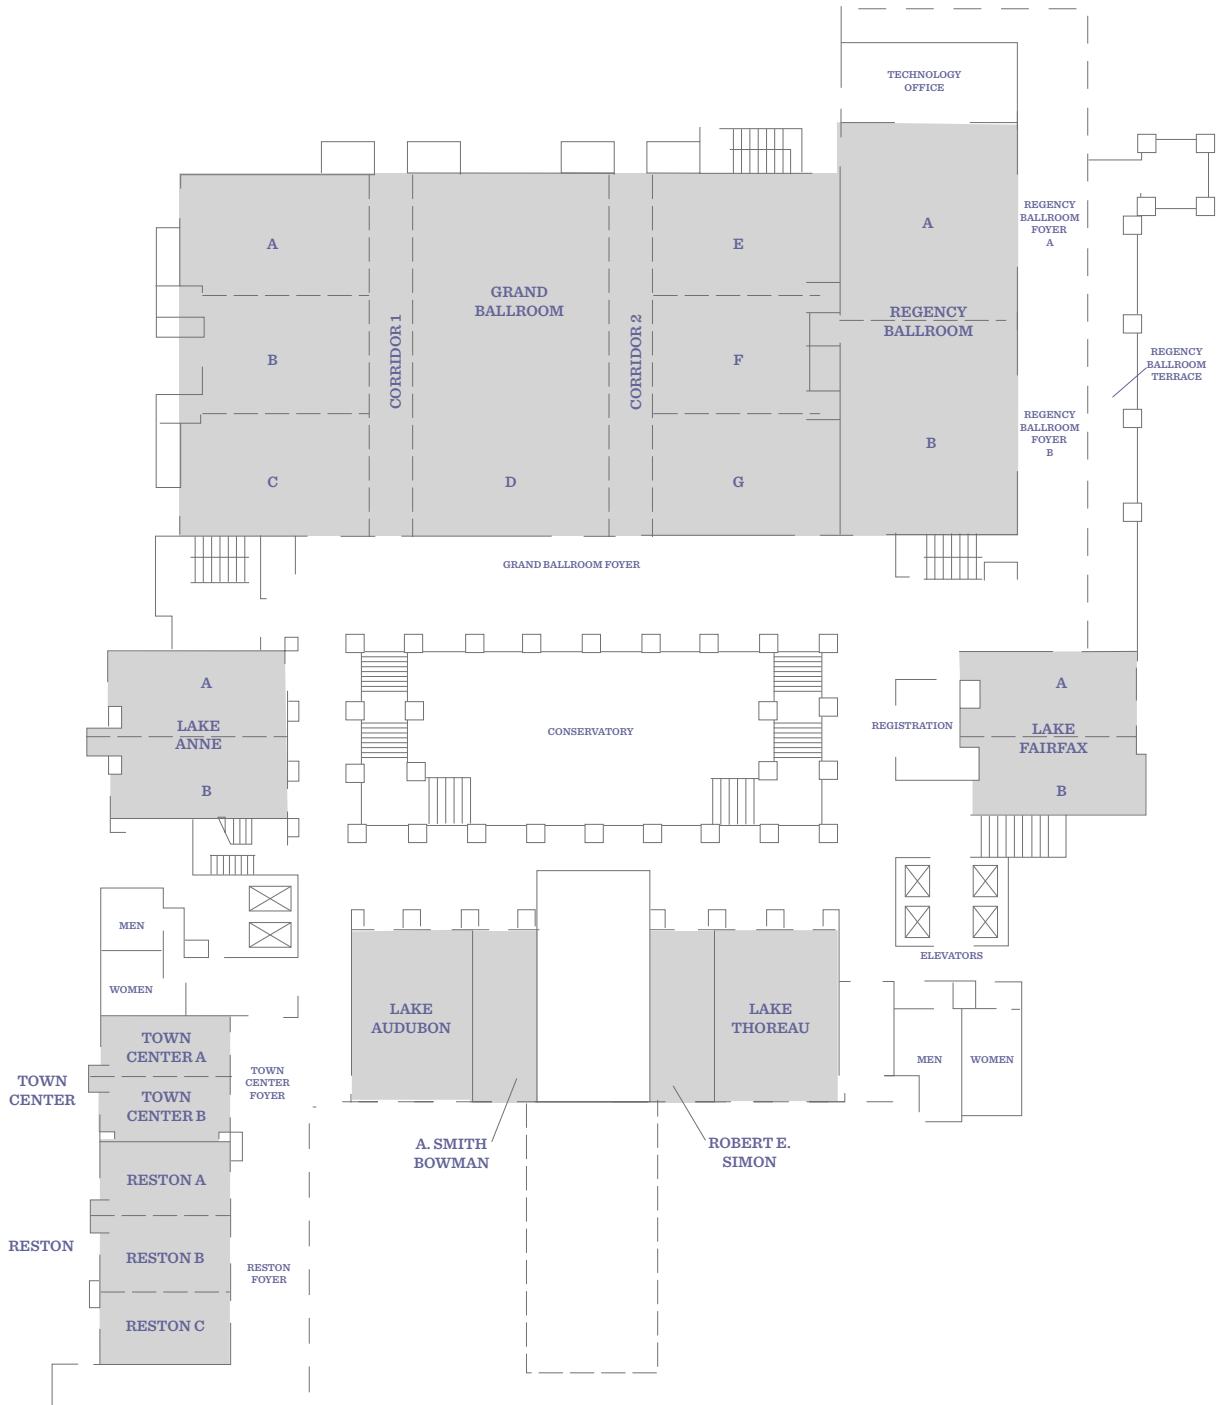 TECHNOLOGY
OFFICE
A
E
A
REGENCY
BALLROOM
FOYER
A
GRAND
BALLROOM
REGENCY
BALLROOM
CORRIDOR 1
CORRIDOR 2
B
F
REGENCY
BALLROOM
TERRACE
REGENCY
BALLROOM
FOYER
B
B
C
D
G
GRAND BALLROOM FOYER
A
LAKE
ANNE
B
CONSERVATORY
REGISTRATION
A
LAKE
FAIRFAX
B
MEN
WOMEN
ELEVATORS
LAKE
AUDUBON
LAKE
THOREAU
MEN
WOMEN
TOWN
CENTER A
TOWN
CENTER
TOWN
CENTER B
TOWN
CENTER
FOYER
A. SMITH
BOWMAN
ROBERT E.
SIMON
RESTON A
RESTON
RESTON B
RESTON
FOYER
RESTON C